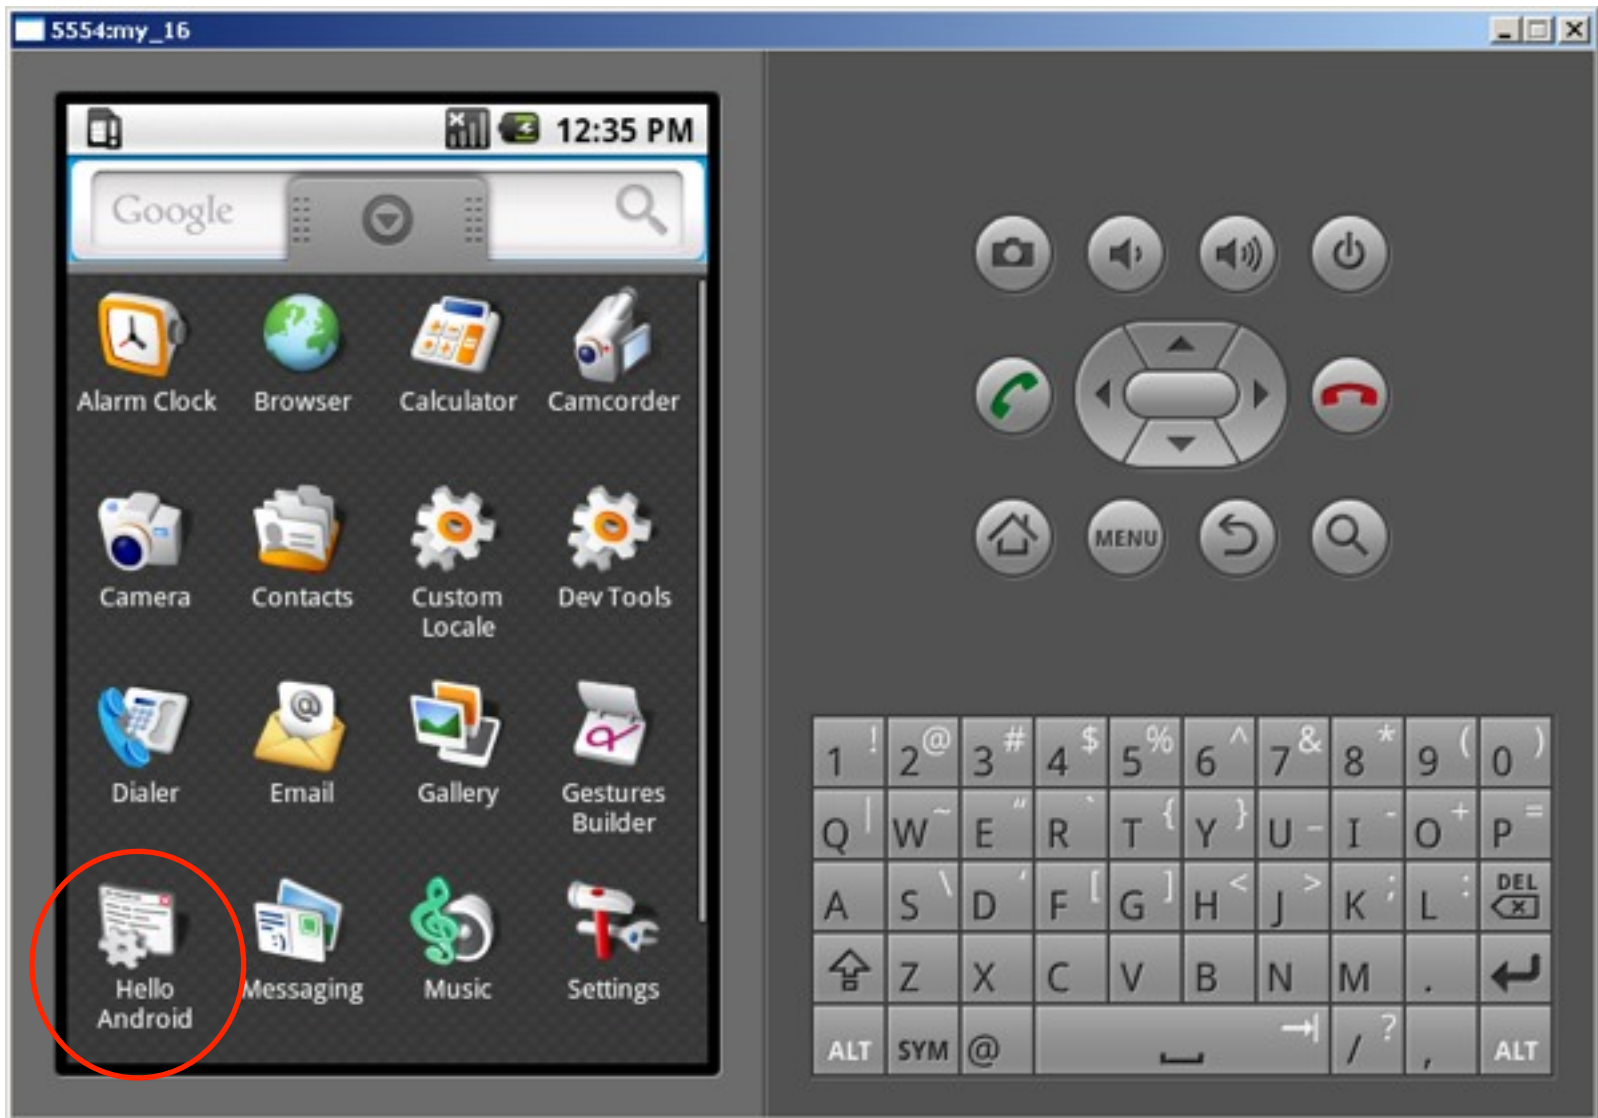 5554:my_16
12:35 PM
Google
Alarm Clock Browser Calculator Camcorder
Camera Contacts Custom Locale Dev Tools
Dialer Email Gallery Gestures Builder
Hello Android Messaging Music Settings
MENU
1 ! 2 @ 3 # 4 $ 5 % 6 ^ 7 & 8 * 9 ( 0 )
Q | W ~ E " R ` T { Y } U _ I - O + P =
A S \ D ' F [ G ] H < J > K ; L : DEL
Z X C V B N M .
ALT SYM @ / ? , ALT